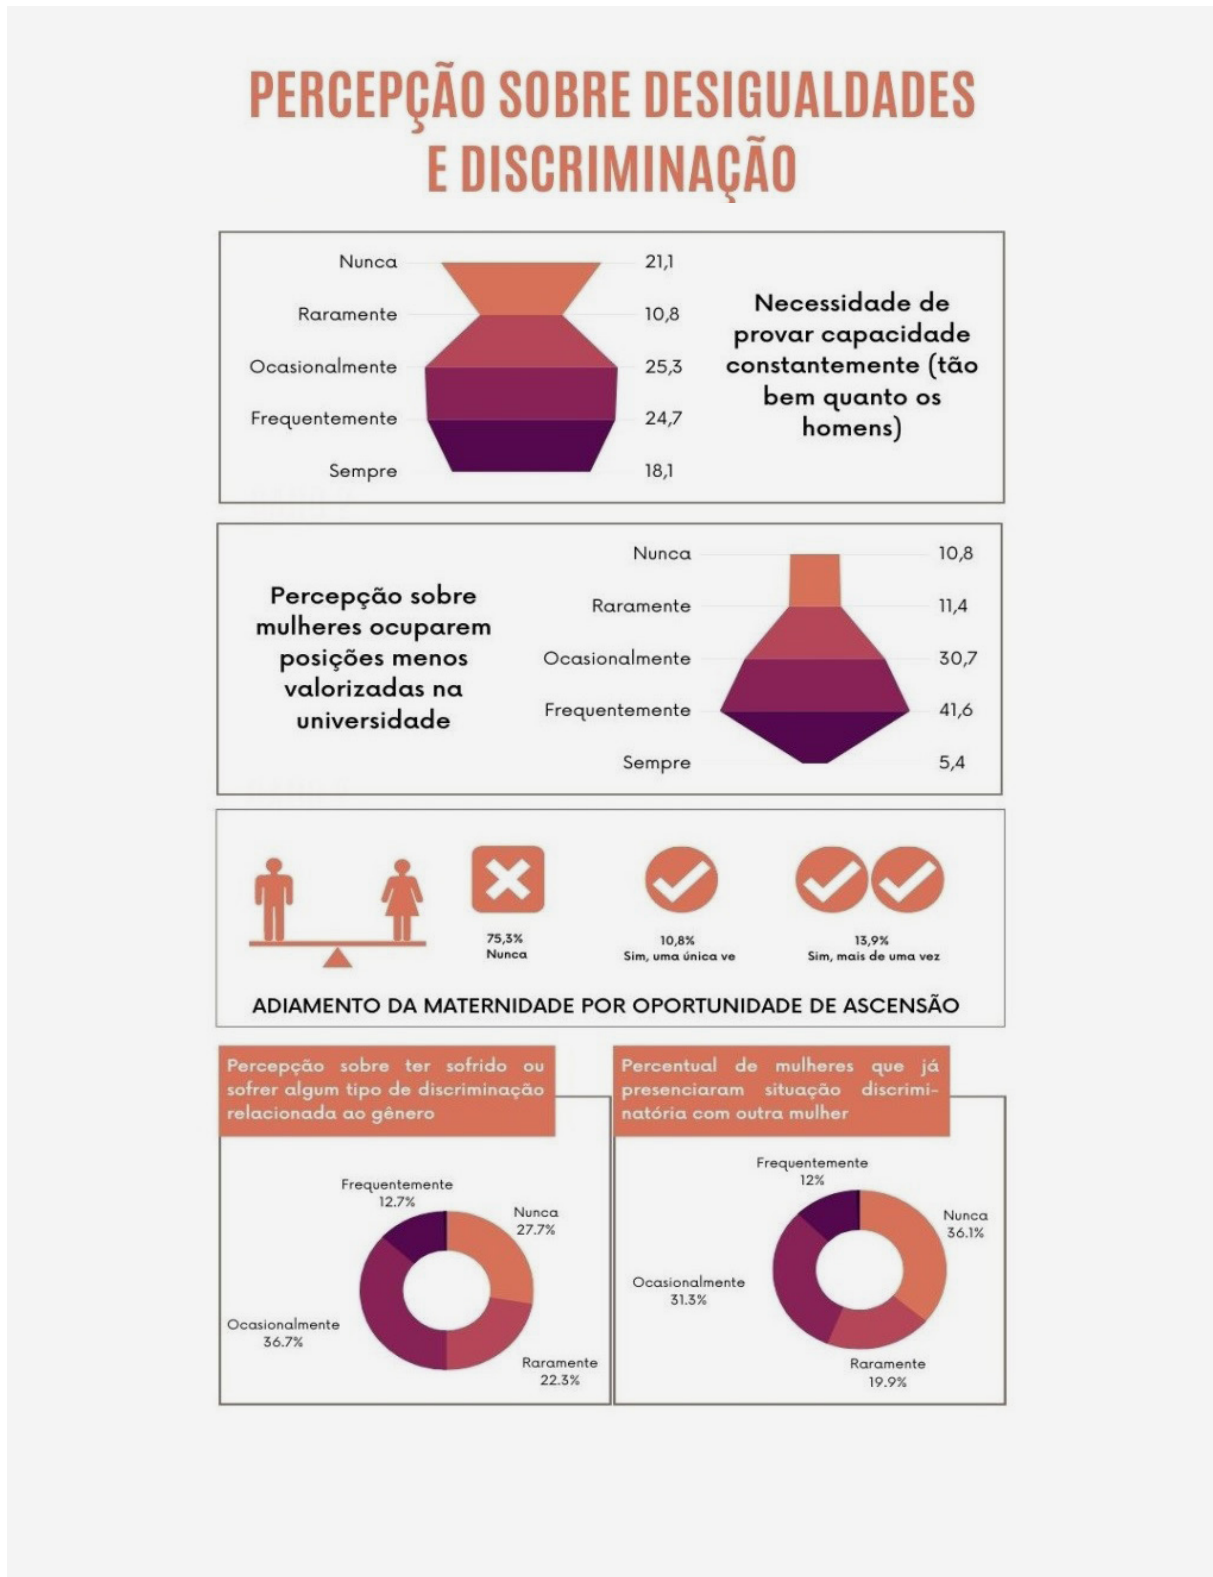 PERCEPÇÃO SOBRE DESIGUALDADES
E DISCRIMINAÇÃO
Nunca 21,1
Raramente 10,8
Ocasionalmente 25,3
Frequentemente 24,7
Sempre 18,1
Necessidade de
provar capacidade
constantemente (tão
bem quanto os
homens)
Percepção sobre
mulheres ocuparem
posições menos
valorizadas na
universidade
Nunca 10,8
Raramente 11,4
Ocasionalmente 30,7
Frequentemente 41,6
Sempre 5,4
75,3%
Nunca
10,8%
Sim, uma única ve
13,9%
Sim, mais de uma vez
ADIAMENTO DA MATERNIDADE POR OPORTUNIDADE DE ASCENSÃO
Percepção sobre ter sofrido ou
sofrer algum tipo de discriminação
relacionada ao gênero
Frequentemente
12.7%
Nunca
27.7%
Ocasionalmente
36.7%
Raramente
22.3%
Percentual de mulheres que já
presenciaram situação discrimi-
natória com outra mulher
Frequentemente
12%
Nunca
36.1%
Ocasionalmente
31.3%
Raramente
19.9%